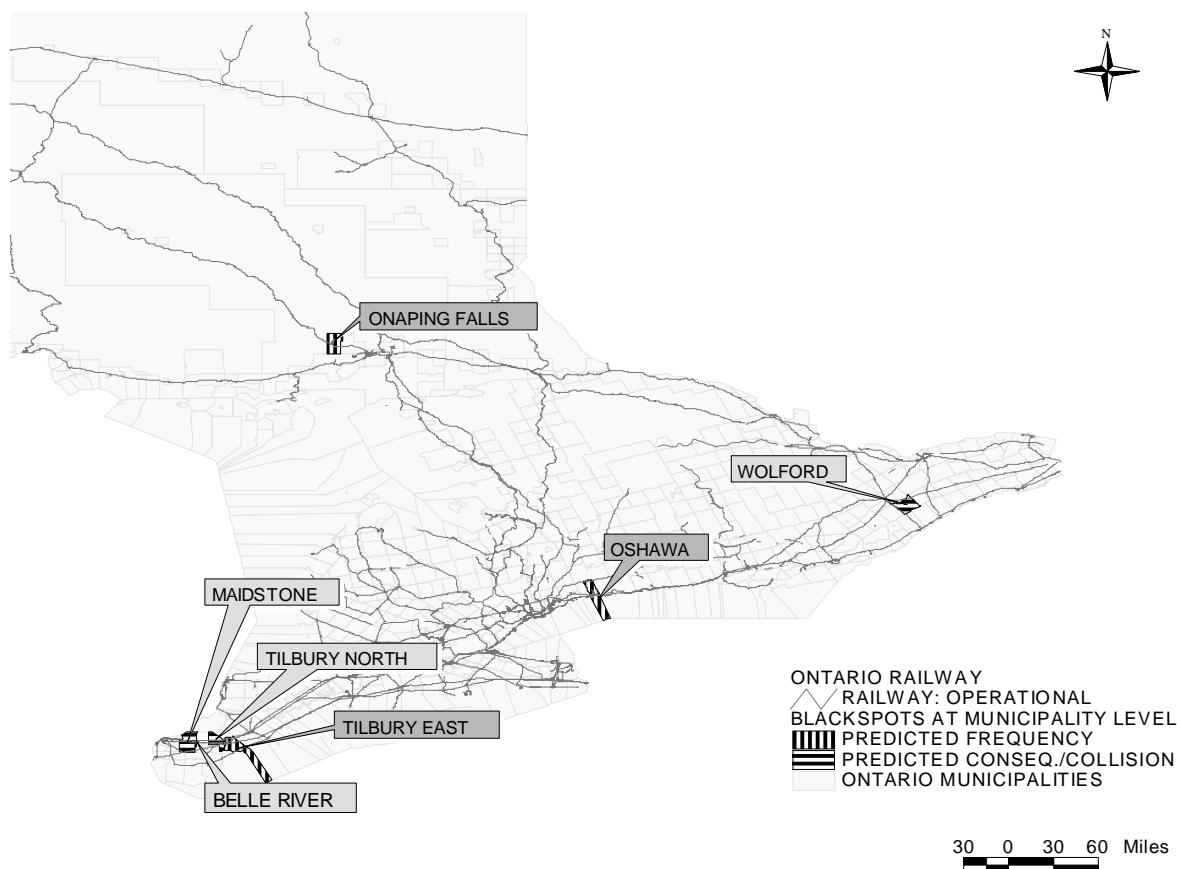 N
ONAPING FALLS
WOLFORD
OSHAWA
MAIDSTONE
TILBURY NORTH
TILBURY EAST
BELLE RIVER
ONTARIO RAILWAY
RAILWAY: OPERATIONAL
BLACKSPOTS AT MUNICIPALITY LEVEL
PREDICTED FREQUENCY
PREDICTED CONSEQ./COLLISION
ONTARIO MUNICIPALITIES
30 0 30 60 Miles